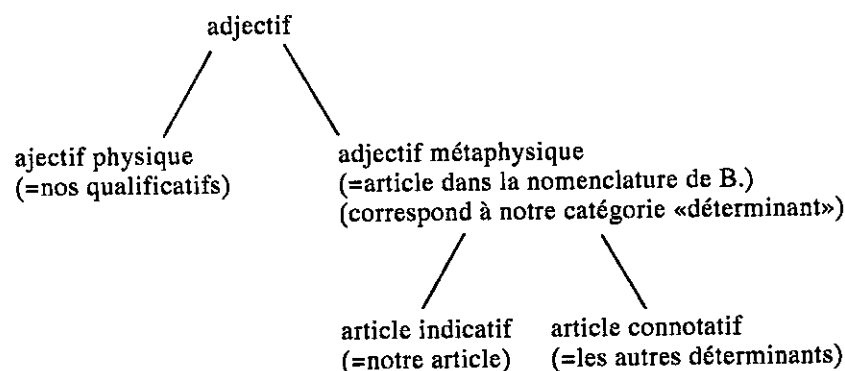 adjectif
ajectif physique
(=nos qualificatifs)
adjectif métaphysique
(=article dans la nomenclature de B.)
(correspond à notre catégorie «déterminant»)
article indicatif
(=notre article)
article connotatif
(=les autres déterminants)